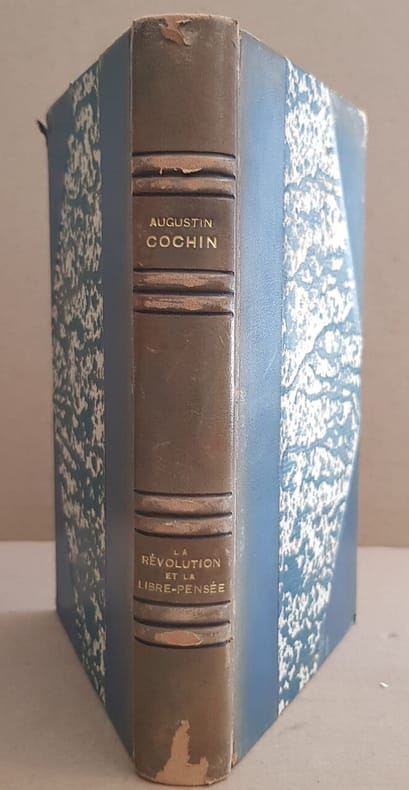 AUGUSTIN
COCHIN
LA
RÉVOLUTION
ET LA
LIBRE-PENSÉE